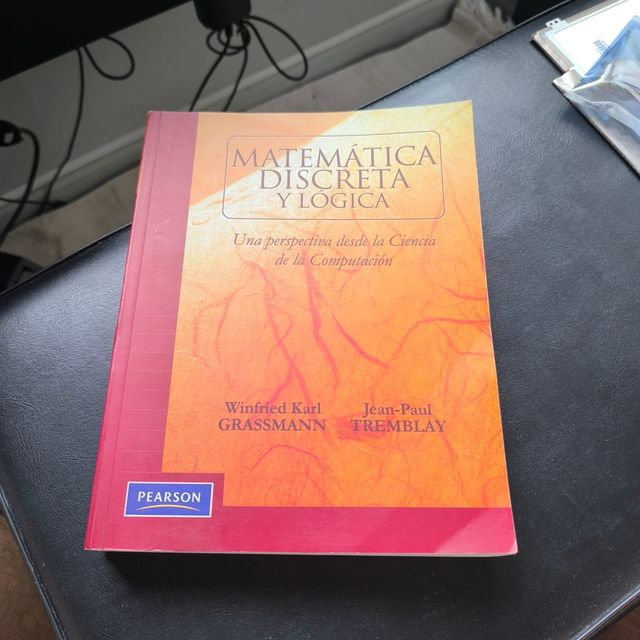 MATEMÁTICA
DISCRETA
Y LÓGICA
Una perspectiva desde la Ciencia
de la Computación
Winfried Karl
GRASSMANN
Jean-Paul
TREMBLAY
PEARSON